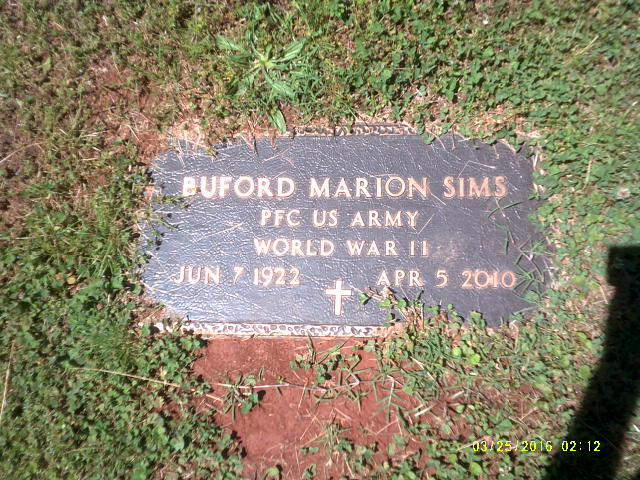 BUFORD MARION SIMS
PFC US ARMY
WORLD WAR II
JUN 7 1922 APR 5 2010
03/25/2016 02:12